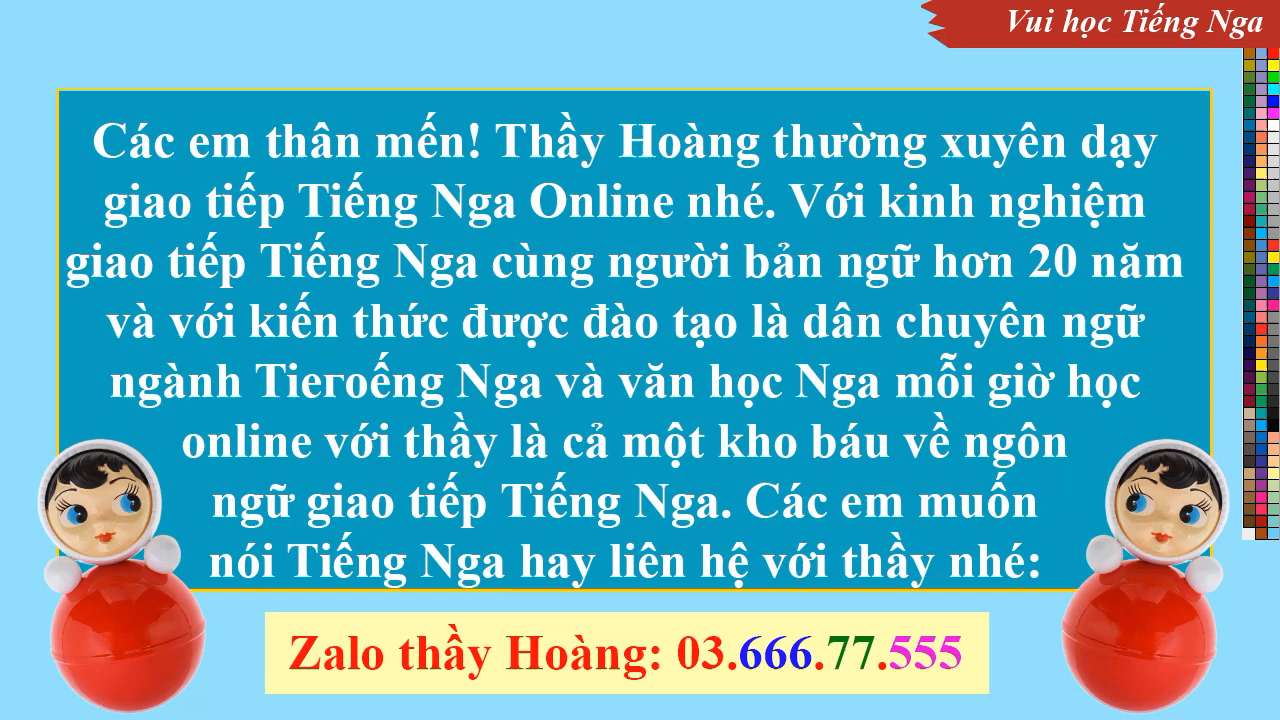 Vui học Tiếng Nga
Các em thân mến! Thầy Hoàng thường xuyên dạy
giao tiếp Tiếng Nga Online nhé. Với kinh nghiệm
giao tiếp Tiếng Nga cùng người bản ngữ hơn 20 năm
và với kiến thức được đào tạo là dân chuyên ngữ
ngành Tieroếng Nga và văn học Nga mỗi giờ học
online với thầy là cả một kho báu về ngôn
ngữ giao tiếp Tiếng Nga. Các em muốn
nói Tiếng Nga hay liên hệ với thầy nhé:
Zalo thầy Hoàng: 03.666.77.555